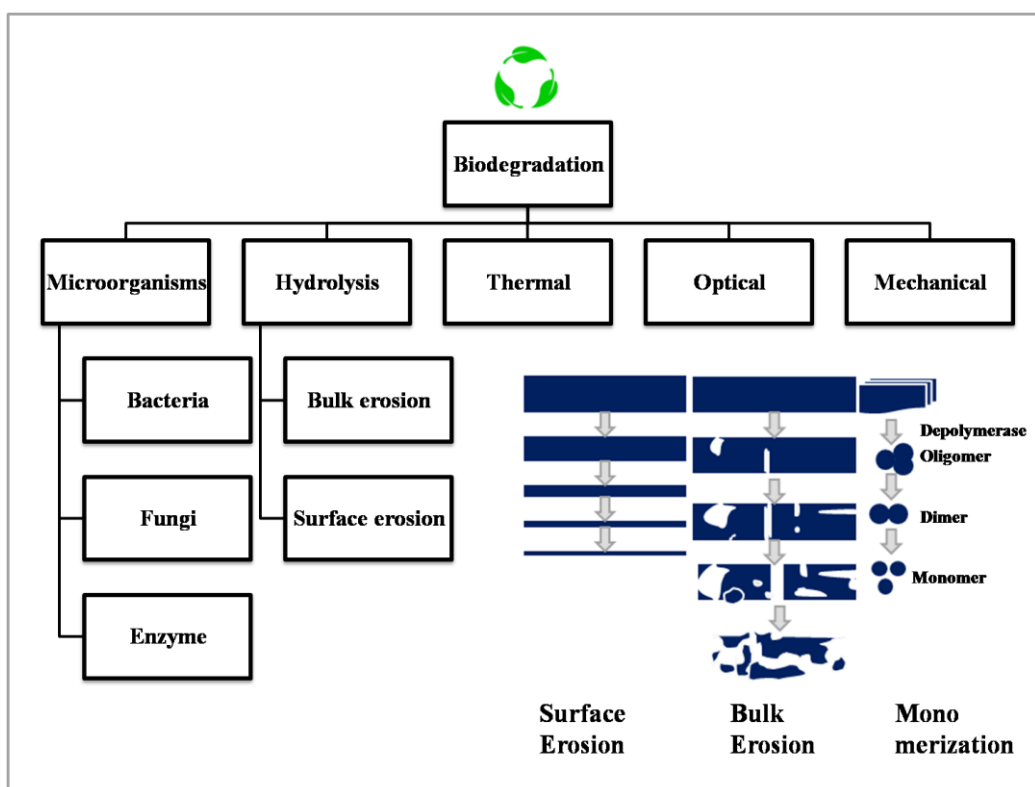 Biodegradation
Microorganisms
Hydrolysis
Thermal
Optical
Mechanical
Bacteria
Fungi
Enzyme
Bulk erosion
Surface erosion
Depolymerase
Oligomer
Dimer
Monomer
Surface
Erosion
Bulk
Erosion
Mono
merization